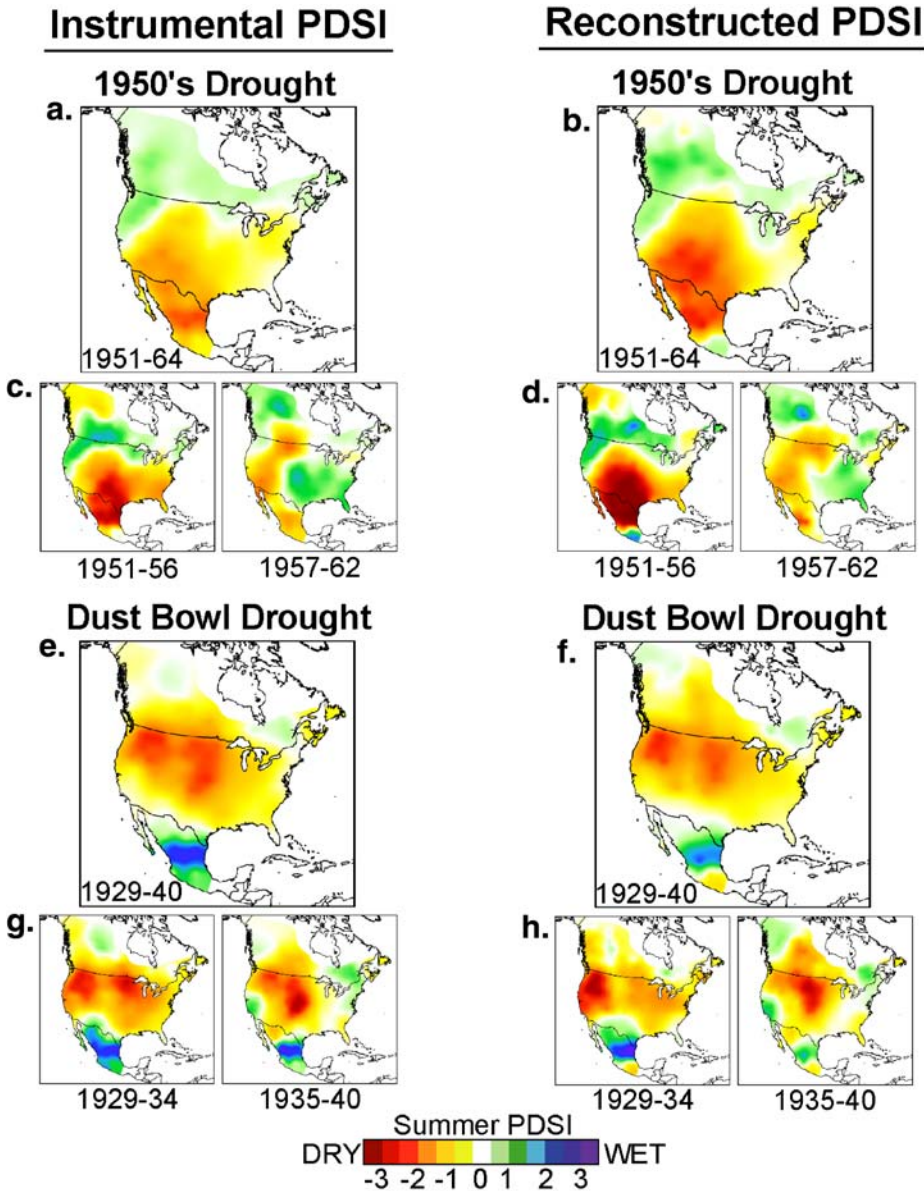 Instrumental PDSI
Reconstructed PDSI
1950's Drought
1950's Drought
a.
b.
1951-64
1951-64
c.
d.
1951-56
1957-62
1951-56
1957-62
Dust Bowl Drought
Dust Bowl Drought
e.
f.
1929-40
1929-40
g.
h.
1929-34
1935-40
1929-34
1935-40
Summer PDSI
DRY WET
-3 -2 -1 0 1 2 3